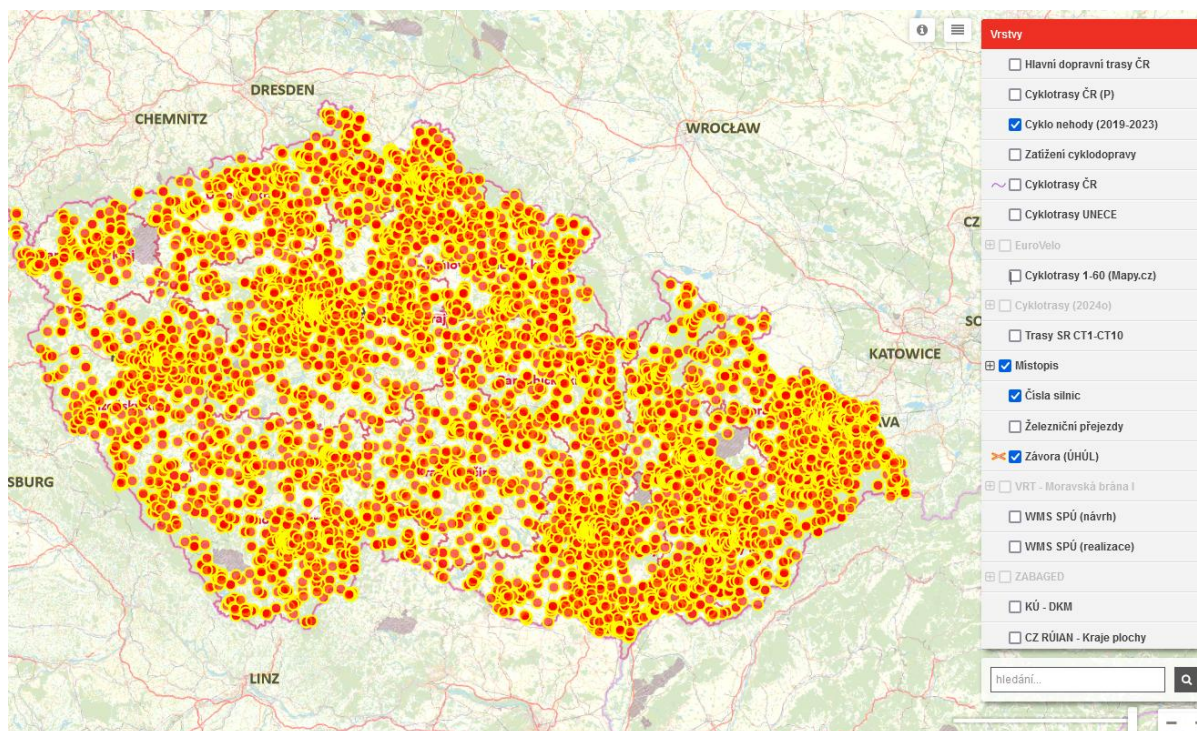 DRESDEN
CHEMNITZ
WROCŁAW
KATOWICE
SBURG
LINZ
CZ
SO
AVA
Vrstvy
Hlavní dopravní trasy ČR
Cyklotrasy ČR (P)
Cyklo nehody (2019-2023)
Zatížení cyklodopravy
Cyklotrasy ČR
Cyklotrasy UNECE
EuroVelo
Cyklotrasy 1-60 (Mapy.cz)
Cyklotrasy (2024o)
Trasy SR CT1-CT10
Místopis
Čísla silnic
Železniční přejezdy
Závora (ÚHÚL)
VRT - Moravská brána I
WMS SPÚ (návrh)
WMS SPÚ (realizace)
ZABAGED
KÚ - DKM
CZ RÚIAN - Kraje plochy
hledání...